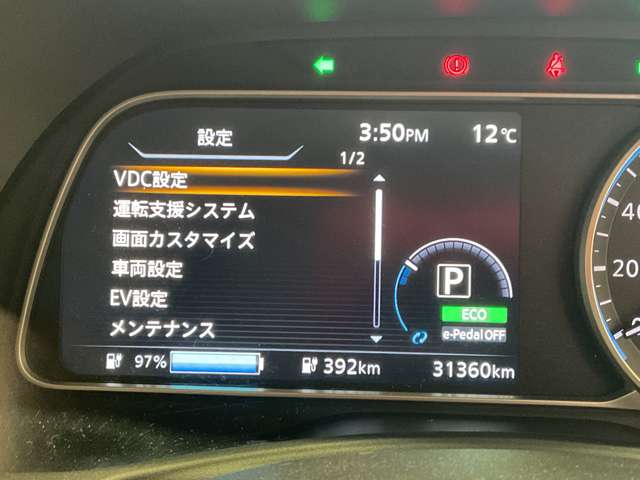 設定 3:50PM 12℃
1/2
VDC設定
運転支援システム
画面カスタマイズ
車両設定
EV設定
メンテナンス
P
ECO
e-Pedal OFF
97% 392km 31360km
40
20